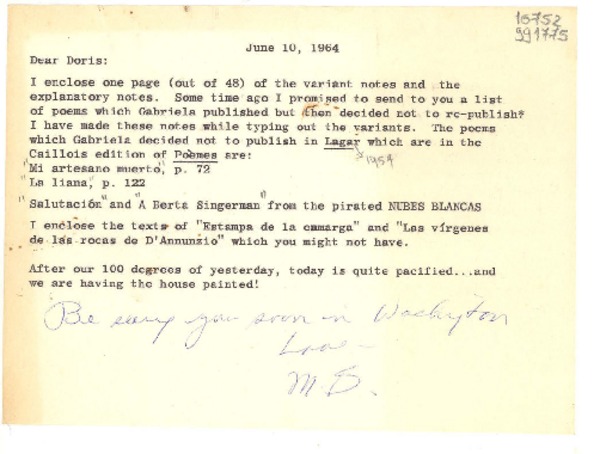 16752
991775
June 10, 1964
Dear Doris:
I enclose one page (out of 48) of the variant notes and the
explanatory notes. Some time ago I promised to send to you a list
of poems which Gabriela published but then decided not to re-publish?
I have made these notes while typing out the variants. The poems
which Gabriela decided not to publish in Lagar which are in the
Caillois edition of Poèmes are:
1954
"Mi artesano muerto", p. 72
"La liana", p. 122
"Salutación" and "A Berta Singerman" from the pirated NUBES BLANCAS
I enclose the texts of "Estampa de la camarga" and "Las vírgenes
de las rocas de D'Annunzio" which you might not have.
After our 100 degrees of yesterday, today is quite pacified...and
we are having the house painted!
Be seeing you soon in Washington
Love -
M.B.